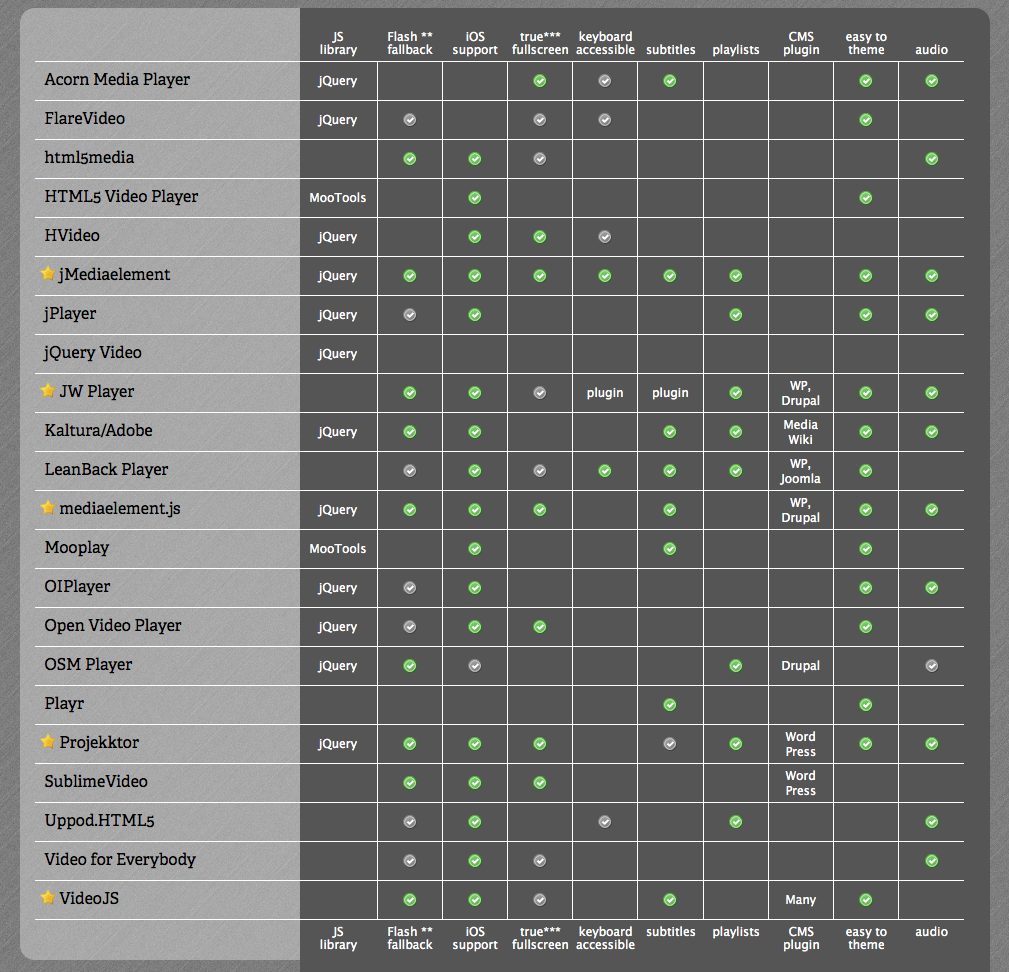 JS library Flash ** fallback iOS support true*** fullscreen keyboard accessible subtitles playlists CMS plugin easy to theme audio
Acorn Media Player jQuery
FlareVideo jQuery
html5media
HTML5 Video Player MooTools
HVideo jQuery
jMediaelement jQuery
jPlayer jQuery
jQuery Video jQuery
JW Player plugin plugin WP, Drupal
Kaltura/Adobe jQuery Media Wiki
LeanBack Player WP, Joomla
mediaelement.js jQuery WP, Drupal
Mooplay MooTools
OIPlayer jQuery
Open Video Player jQuery
OSM Player jQuery Drupal
Playr
Projekktor jQuery Word Press
SublimeVideo Word Press
Uppod.HTML5
Video for Everybody
VideoJS Many
JS library Flash ** fallback iOS support true*** fullscreen keyboard accessible subtitles playlists CMS plugin easy to theme audio